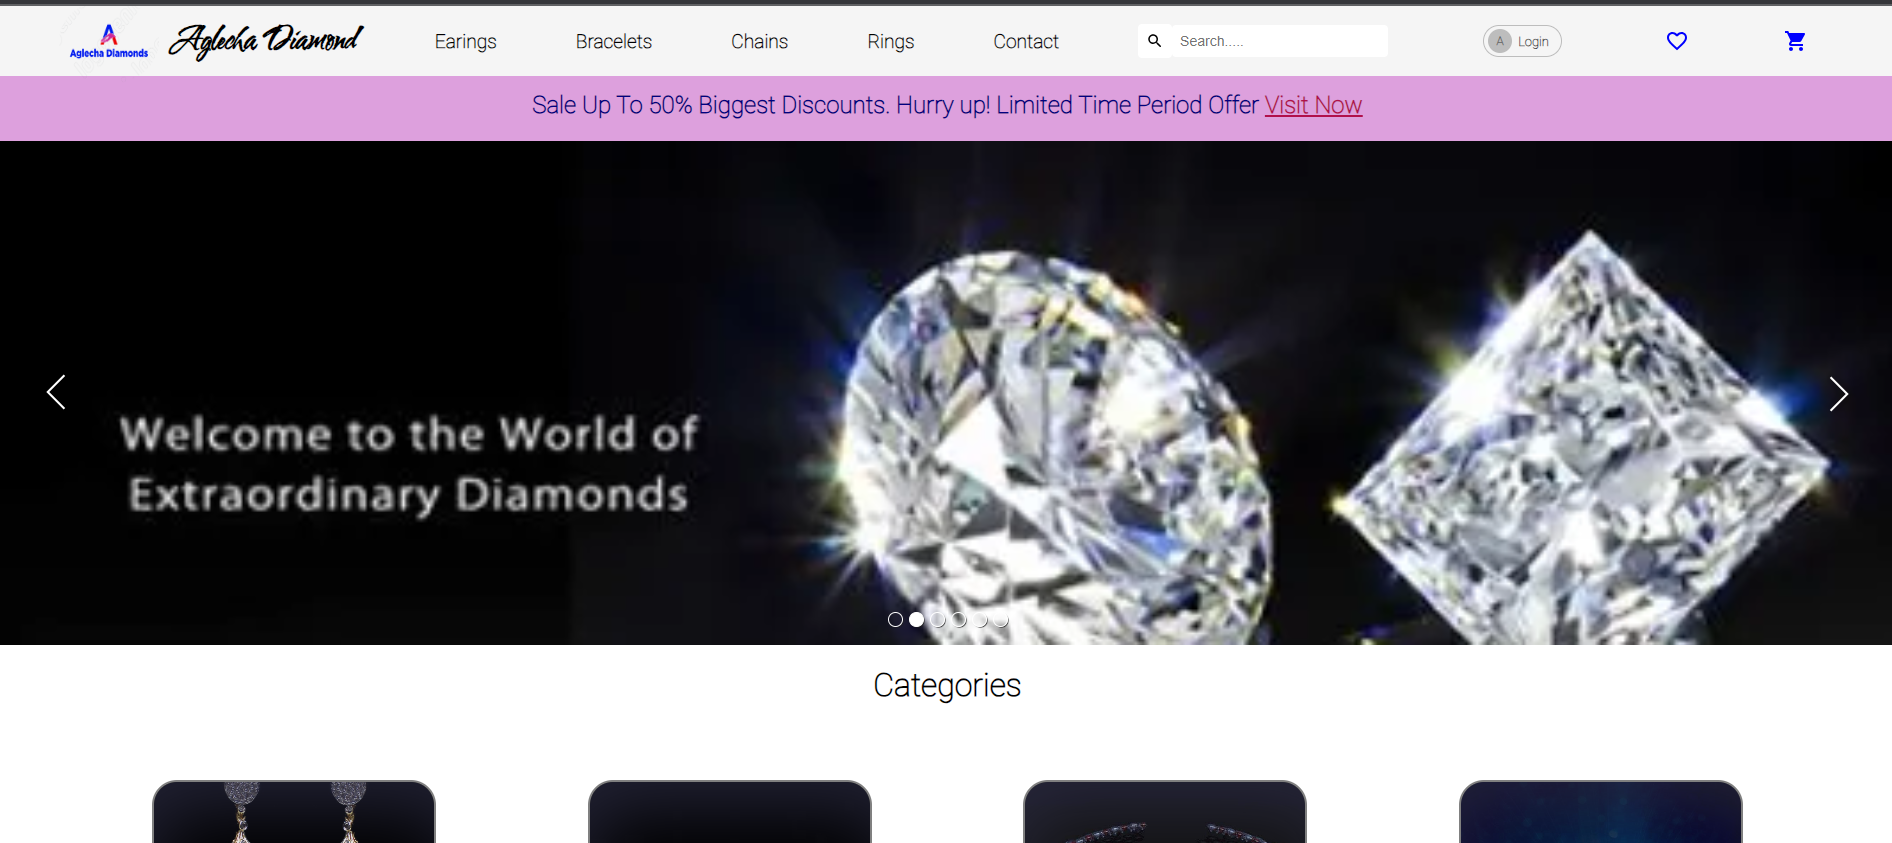 Aglecha Diamonds
Aglecha Diamond
Earings
Bracelets
Chains
Rings
Contact
Search.....
A
Login
Sale Up To 50% Biggest Discounts. Hurry up! Limited Time Period Offer Visit Now
Welcome to the World of
Extraordinary Diamonds
Categories